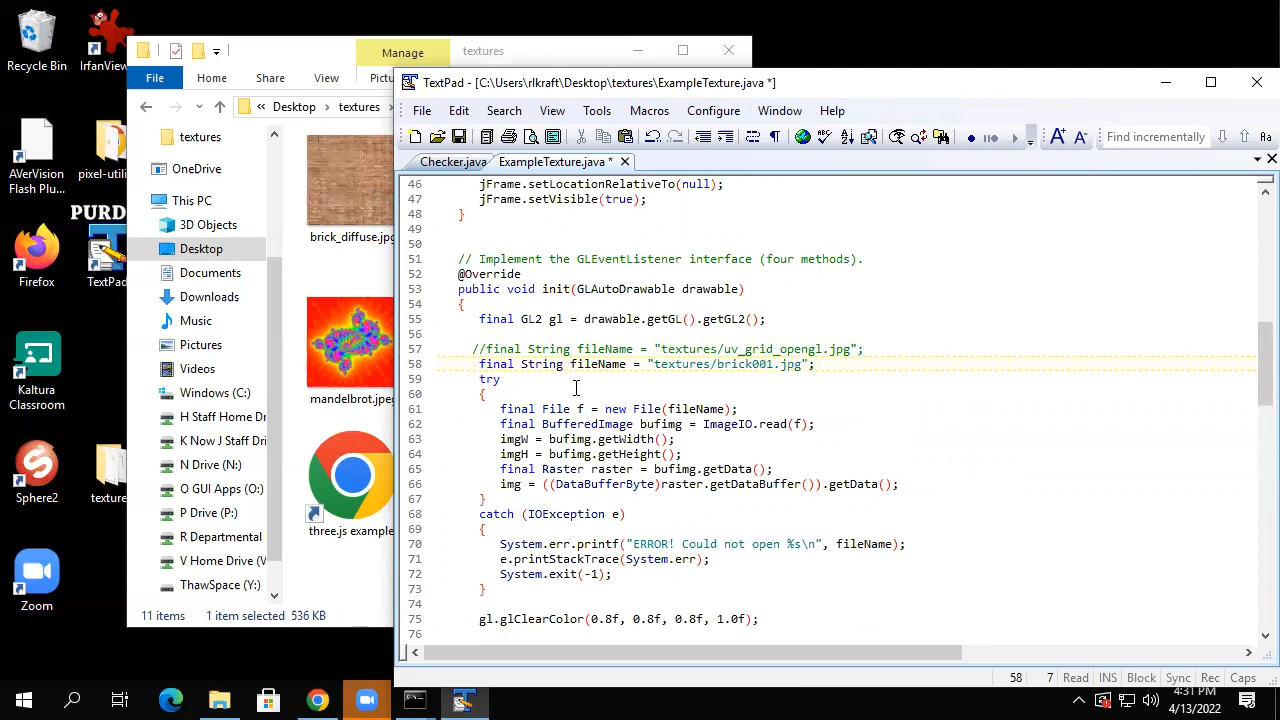 Recycle Bin
IrfanView
AVerVision
Flash Plu...
pixel-utili
PURD
Firefox
TextPad
Kaltura
Classroom
Sphere2
texture
Zoom
Manage
textures
File
Home
Share
View
Pictu
« Desktop › textures ›
textures
OneDrive
This PC
3D Objects
Desktop
Documents
Downloads
Music
Pictures
Videos
Windows (C:)
H Staff Home Dri
K Now J Staff Dri
N Drive (N:)
O GUI Apps (O:)
P Drive (P:)
R Departmental
V Home Drive (V
ThawSpace (Y:)
brick_diffuse.jpg
mandelbrot.jpeg
three.js example
11 items
1 item selected 536 KB
TextPad - [C:\Users\rlkraft\Desktop\textures\ExampleTexture.java *]
File Edit Search View Tools Macros Configure Window Help
Find incrementally
Checker.java
ExampleTexture.java *
46 jFrame.setLocationRelativeTo(null);
47 jFrame.setVisible(true);
48 }
49
50
51 // Implement the GLEventListener interface (four methods).
52 @Override
53 public void init(GLAutoDrawable drawable)
54 {
55 final GL2 gl = drawable.getGL().getGL2();
56
57 //final String fileName = "textures/uv_grid_opengl.jpg";
58 final String fileName = "textures/brick001.jpg";
59 try
60 {
61 final File f = new File(fileName);
62 final BufferedImage bufimg = ImageIO.read(f);
63 imgW = bufimg.getWidth();
64 imgH = bufimg.getHeight();
65 final Raster raster = bufimg.getData();
66 img = ((DataBufferByte)raster.getDataBuffer()).getData();
67 }
68 catch (IOException e)
69 {
70 System.err.printf("ERROR! Could not open %s\n", fileName);
71 e.printStackTrace(System.err);
72 System.exit(-1);
73 }
74
75 gl.glClearColor(0.8f, 0.8f, 0.8f, 1.0f);
76
58 7 Read INS Block Sync Rec Caps
4:31 PM
4/13/2022